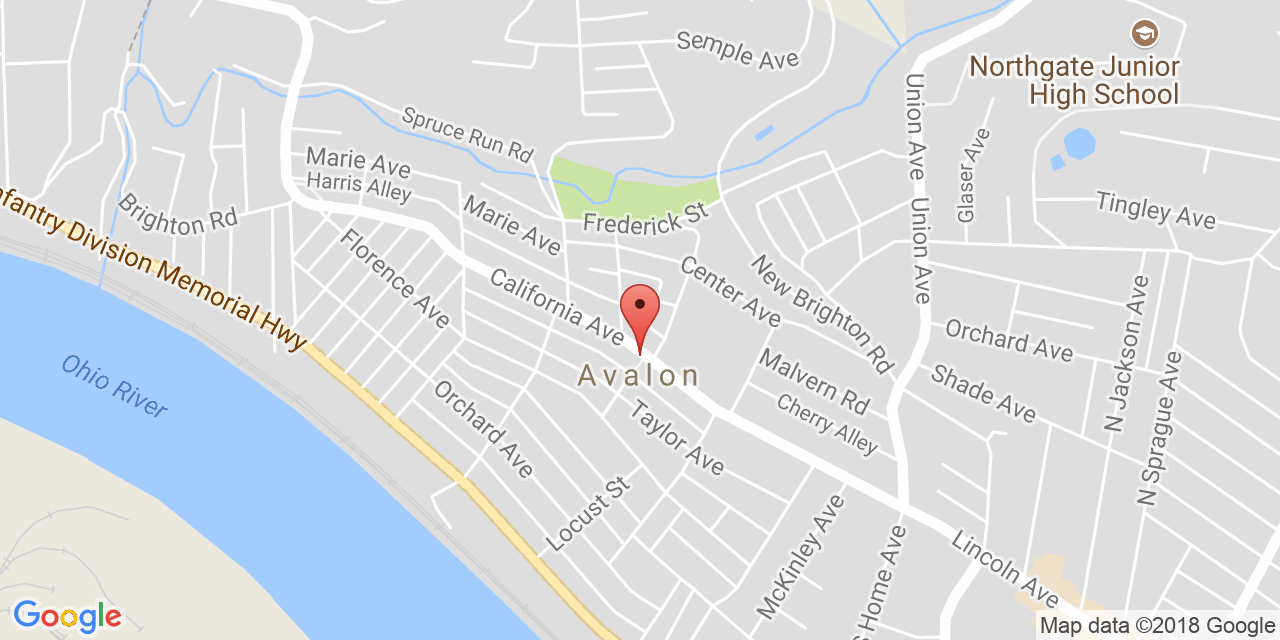 Semple Ave
Northgate Junior
High School
Union Ave
Spruce Run Rd
Marie Ave
Harris Alley
Glaser Ave
Brighton Rd
Marie Ave
Frederick St
Union Ave
Tingley Ave
nfantry Division Memorial Hwy
Florence Ave
California Ave
Center Ave
New Brighton Rd
Orchard Ave
N Jackson Ave
Ohio River
Avalon
Malvern Rd
Shade Ave
Orchard Ave
Cherry Alley
N Sprague Ave
Taylor Ave
Locust St
McKinley Ave
S Home Ave
Lincoln Ave
Google
Map data ©2018 Google